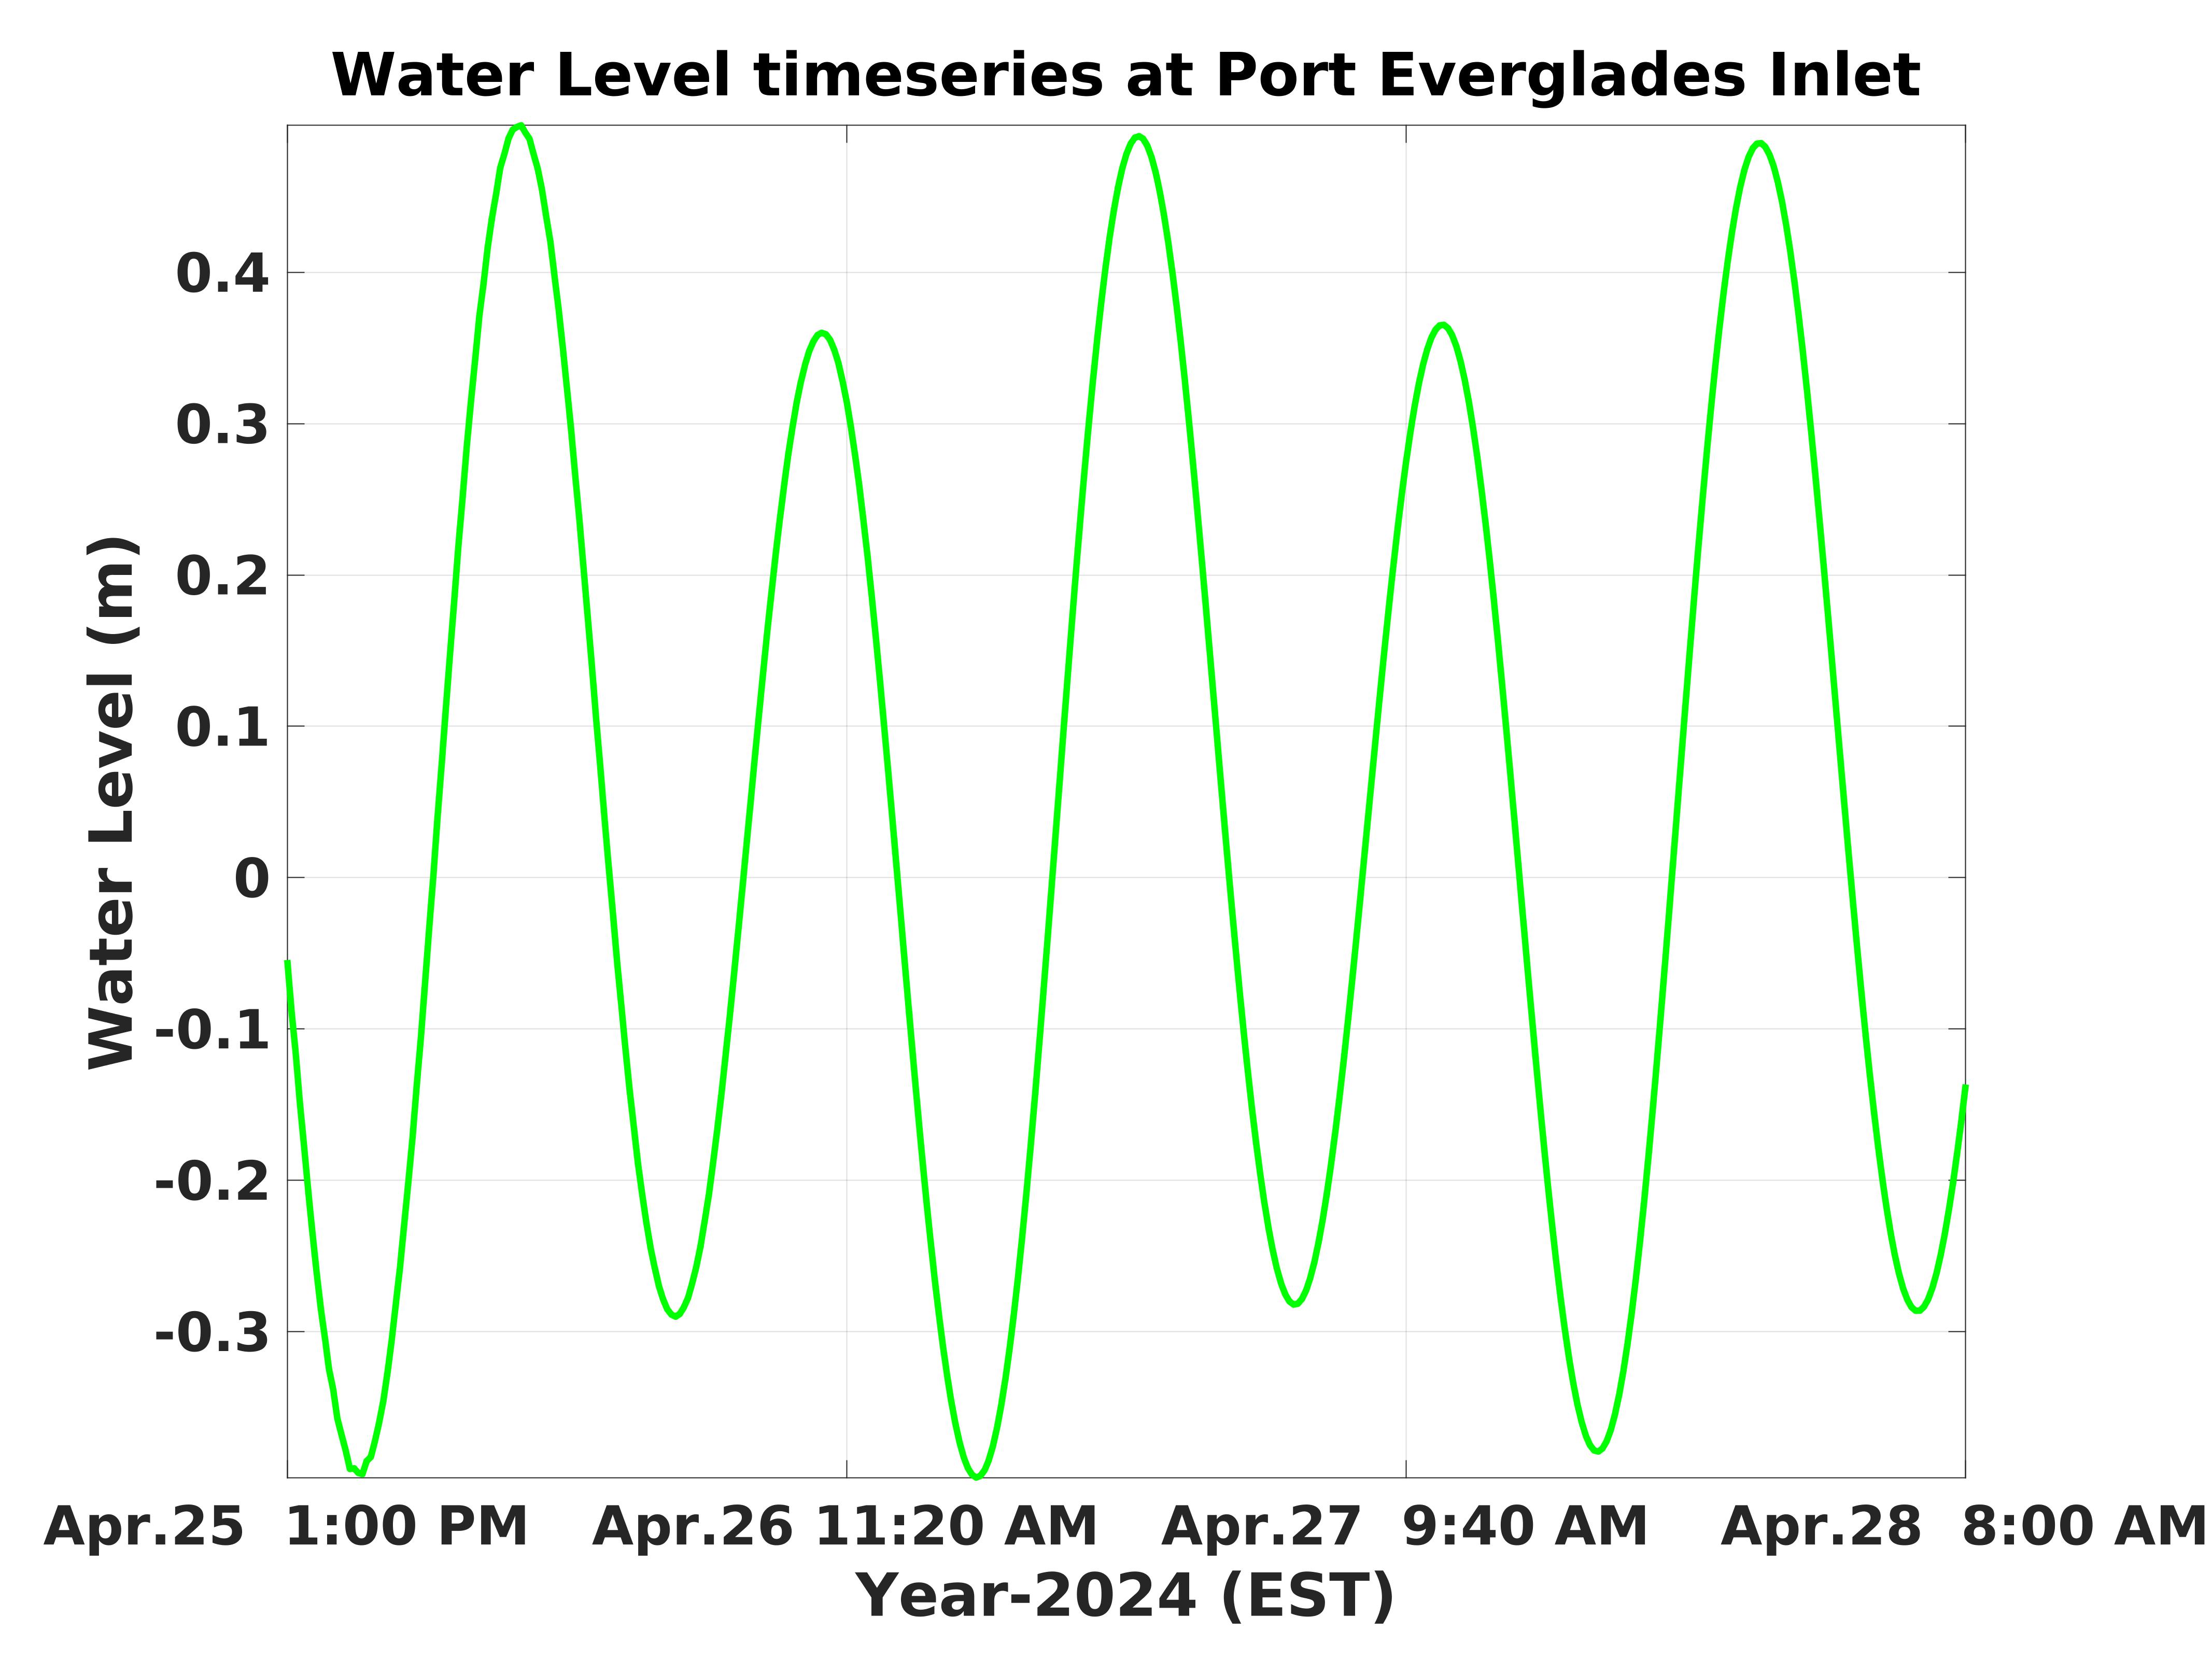 Water Level timeseries at Port Everglades Inlet
0.4
0.3
0.2
0.1
0
-0.1
-0.2
-0.3
Water Level (m)
Apr.25 1:00 PM Apr.26 11:20 AM Apr.27 9:40 AM Apr.28 8:00 AM
Year-2024 (EST)